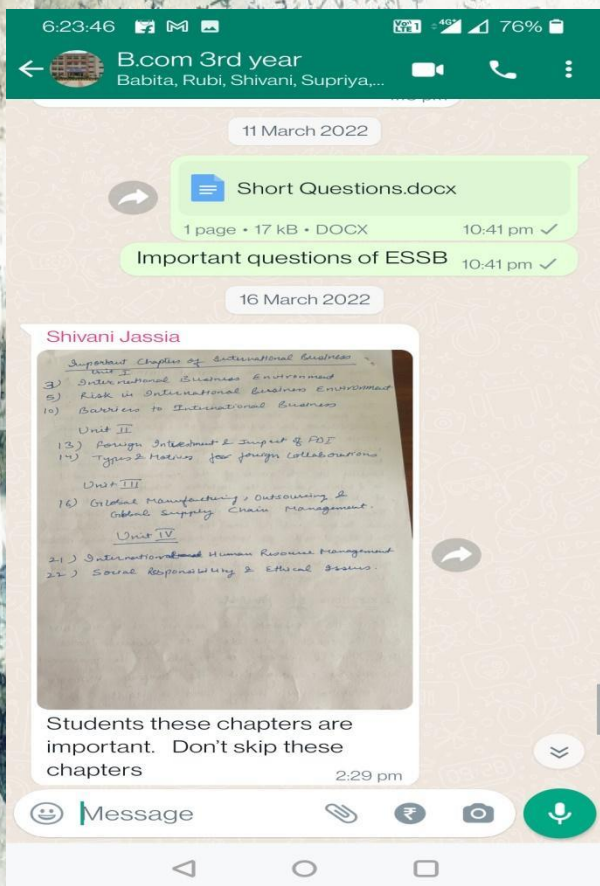 6:23:46 76%
B.com 3rd year
Babita, Rubi, Shivani, Supriya,...
11 March 2022
Short Questions.docx
1 page • 17 kB • DOCX 10:41 pm
Important questions of ESSB 10:41 pm
16 March 2022
Shivani Jassia
Important Chapters of International Business
Unit I
3) International Business Environment
5) Risk in International Business Environment
10) Barriers to International Business
Unit II
13) Foreign Investment & Impact of FDI
14) Types & Motives for foreign Collaborations
Unit III
16) Global Manufacturing, Outsourcing &
Global Supply Chain Management.
Unit IV
21) International Human Resource Management
22) Social Responsibility & Ethical Issues.
Students these chapters are
important. Don't skip these
chapters
2:29 pm
Message